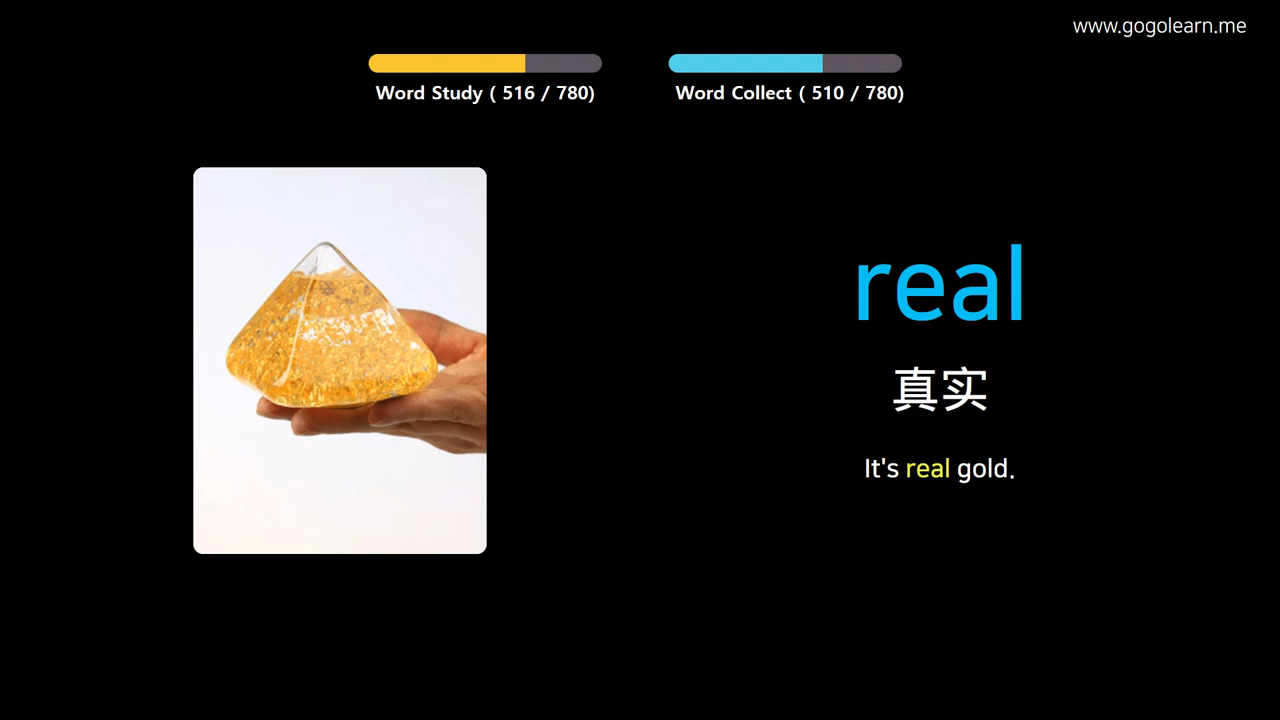 www.gogolearn.me
Word Study ( 516 / 780)
Word Collect ( 510 / 780)
real
真实
It's real gold.